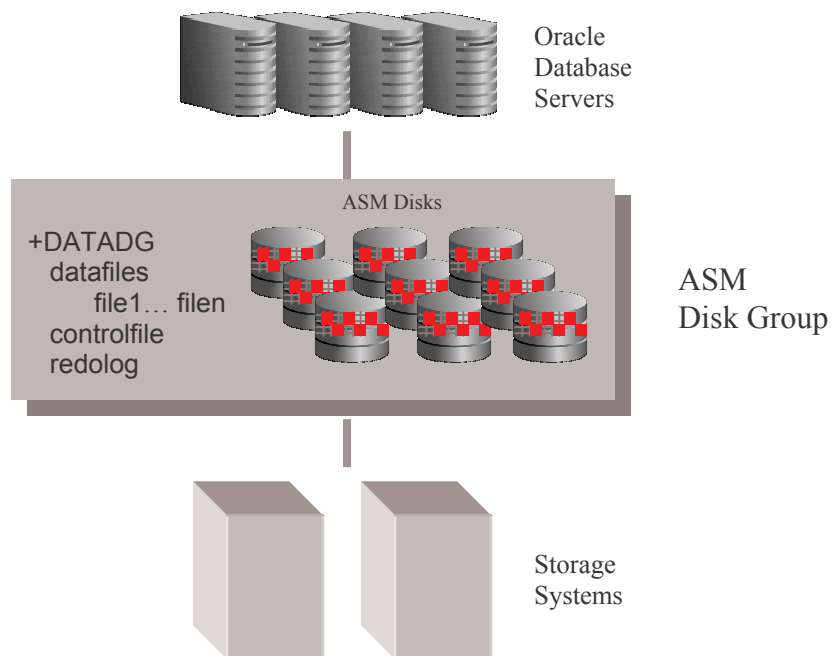 Oracle
Database
Servers
ASM Disks
+DATADG
datafiles
file1... filen
controlfile
redolog
ASM
Disk Group
Storage
Systems